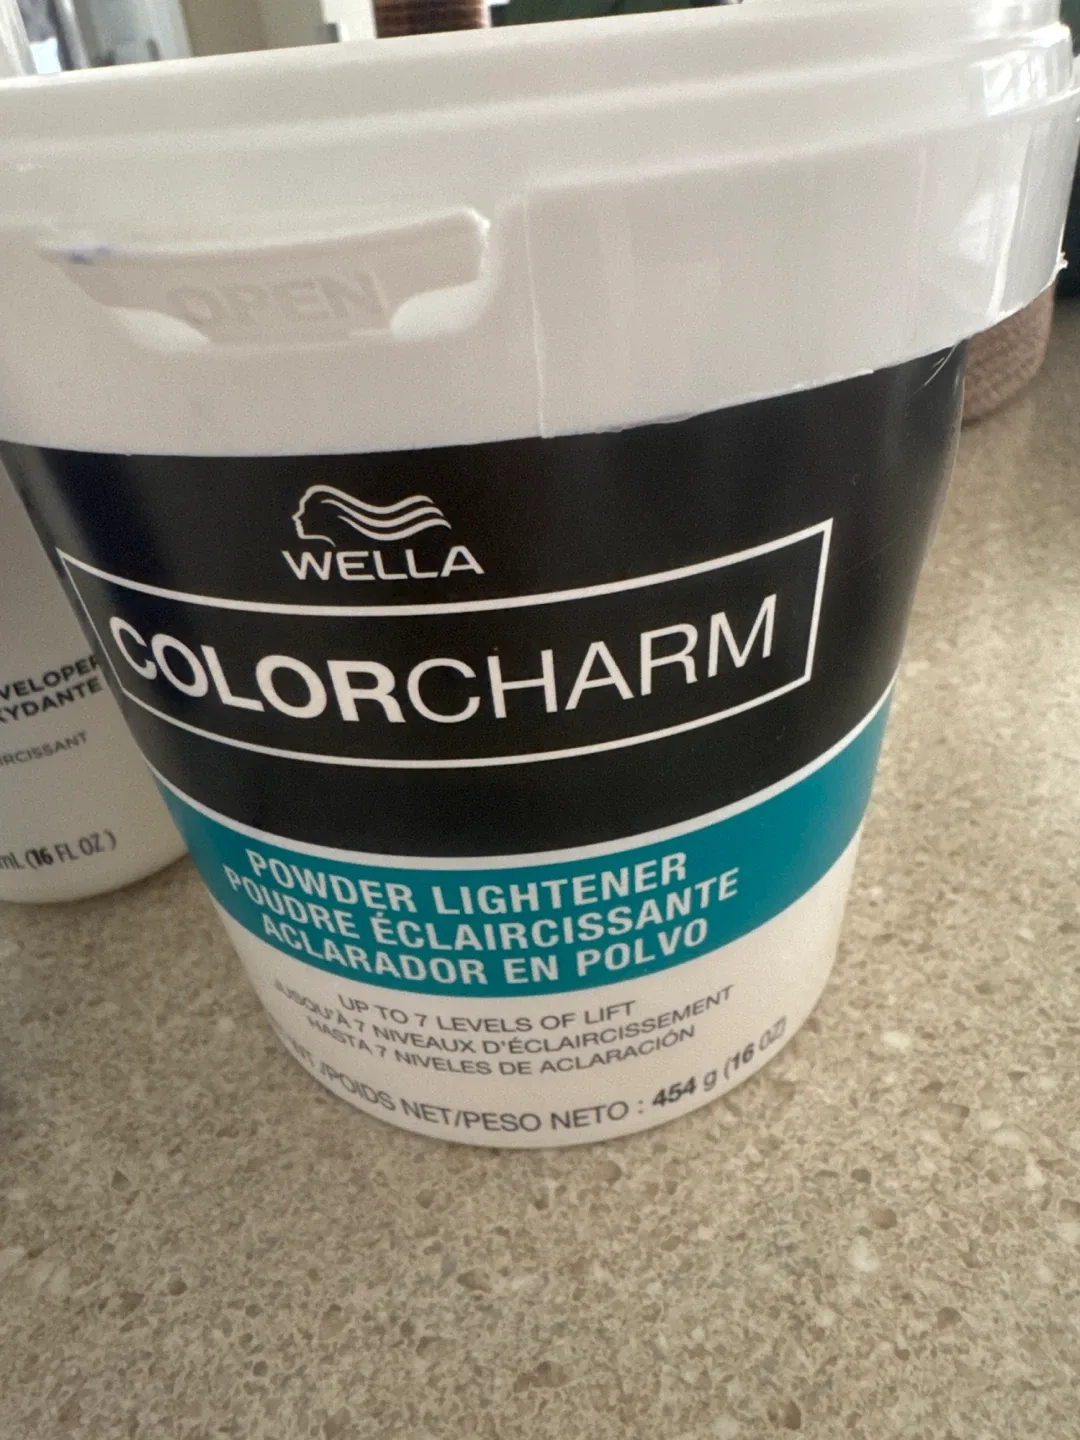 OPEN
WELLA
COLORCHARM
POWDER LIGHTENER
POUDRE ÉCLAIRCISSANTE
ACLARADOR EN POLVO
UP TO 7 LEVELS OF LIFT
JUSQU'À 7 NIVEAUX D'ÉCLAIRCISSEMENT
HASTA 7 NIVELES DE ACLARACIÓN
/POIDS NET/PESO NETO : 454 g (16 OZ)
VELOPER
YDANTE
RCISSANT
mL (16 FL OZ)